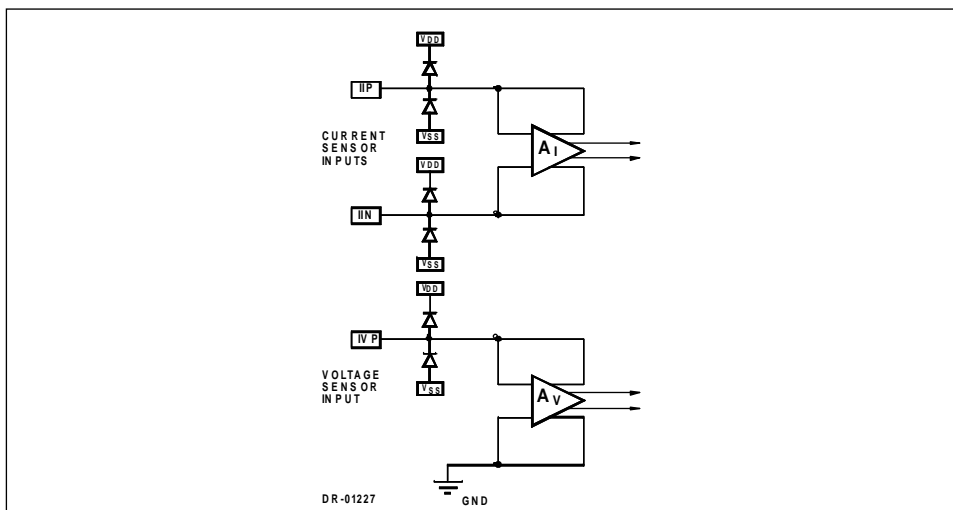 VDD
IIP
CURRENT
SENSOR
INPUTS
VSS
VDD
AI
IIN
VSS
VDD
IVP
VOLTAGE
SENSOR
INPUT
VSS
AV
DR-01227
GND